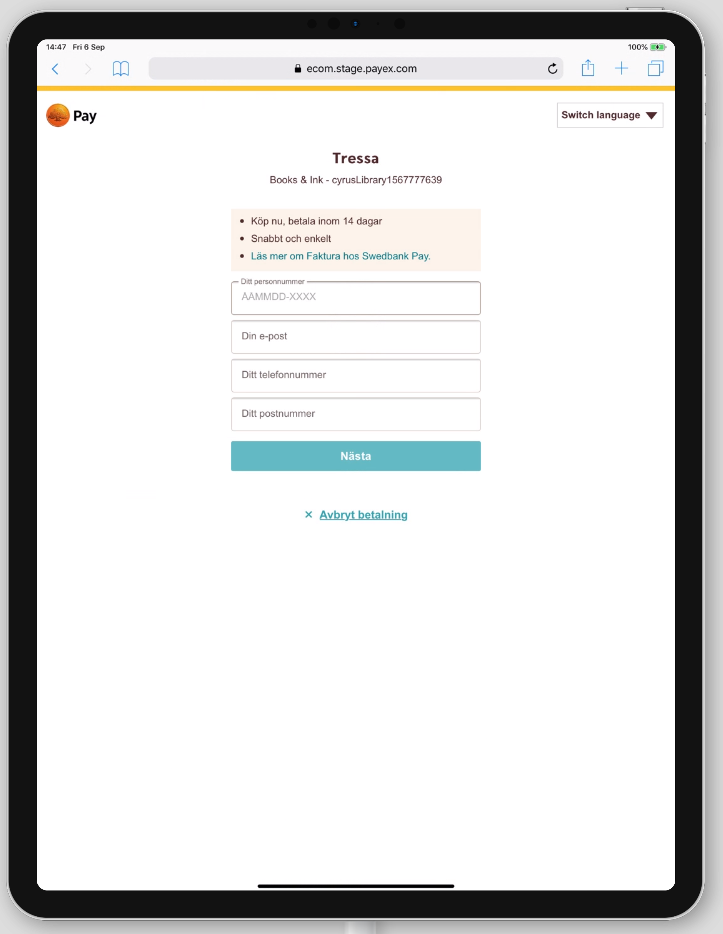 14:47 Fri 6 Sep
100%
ecom.stage.payex.com
Pay
Switch language
Tressa
Books & Ink - cyrusLibrary1567777639
Köp nu, betala inom 14 dagar
Snabbt och enkelt
Läs mer om Faktura hos Swedbank Pay.
Ditt personnummer
ÅÅMMDD-XXXX
Din e-post
Ditt telefonnummer
Ditt postnummer
Nästa
× Avbryt betalning